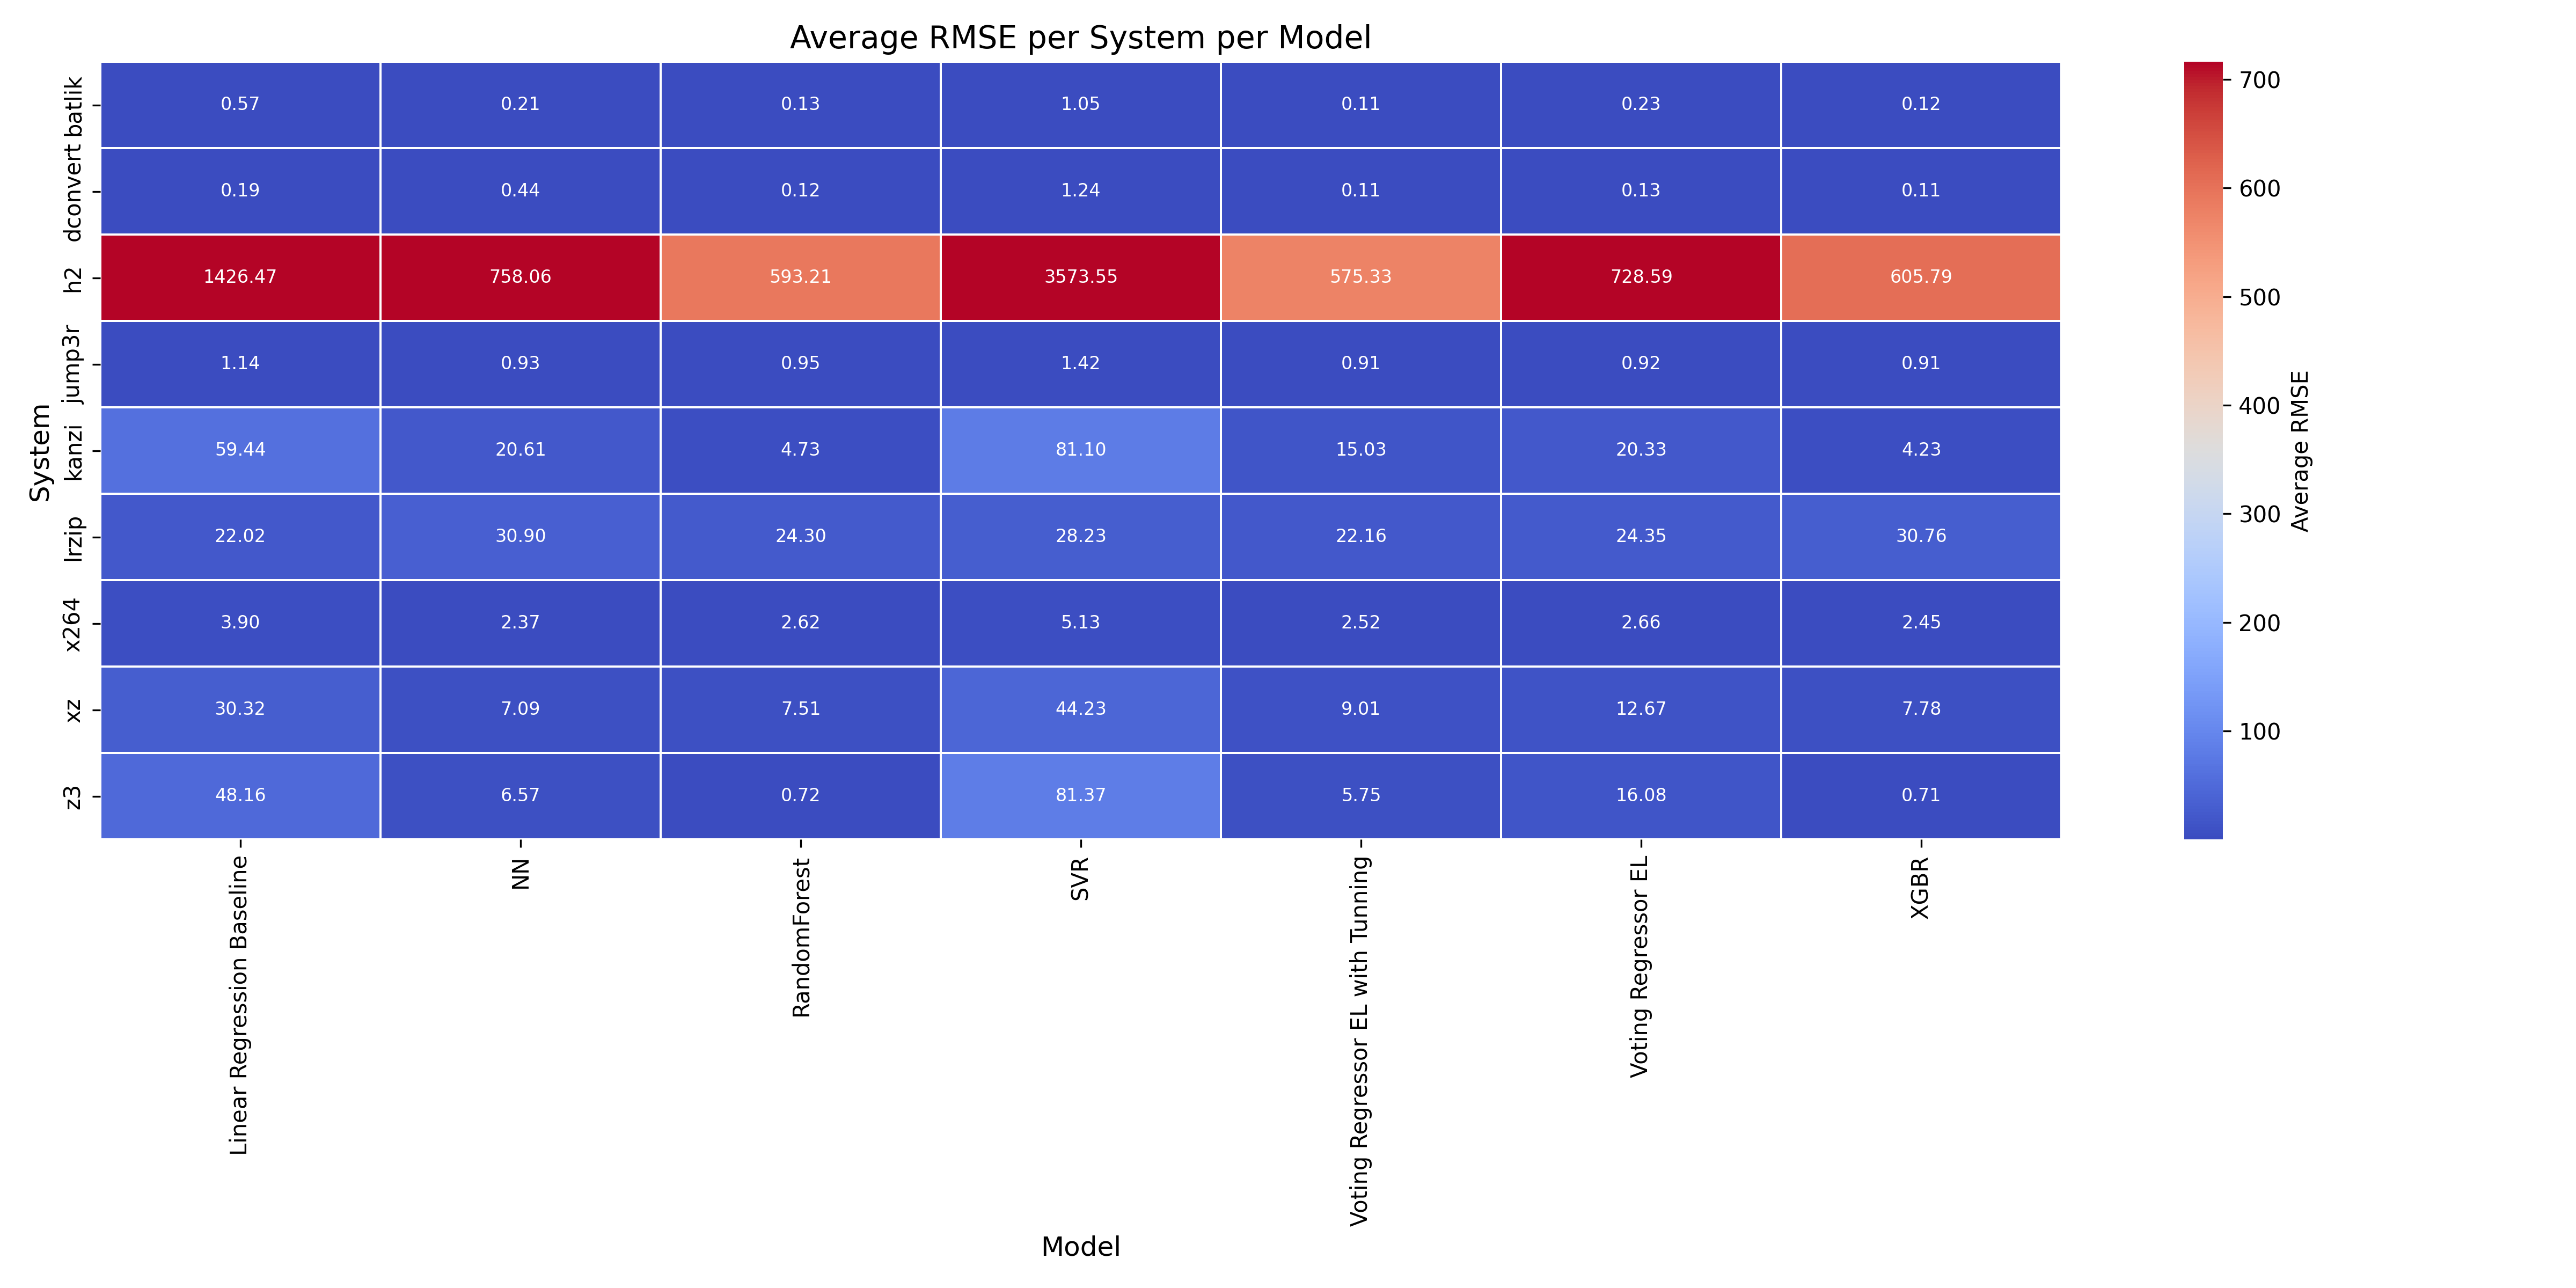 Average RMSE per System per Model
System
batlik 0.57 0.21 0.13 1.05 0.11 0.23 0.12
dconvert 0.19 0.44 0.12 1.24 0.11 0.13 0.11
h2 1426.47 758.06 593.21 3573.55 575.33 728.59 605.79
jump3r 1.14 0.93 0.95 1.42 0.91 0.92 0.91
kanzi 59.44 20.61 4.73 81.10 15.03 20.33 4.23
lrzip 22.02 30.90 24.30 28.23 22.16 24.35 30.76
x264 3.90 2.37 2.62 5.13 2.52 2.66 2.45
xz 30.32 7.09 7.51 44.23 9.01 12.67 7.78
z3 48.16 6.57 0.72 81.37 5.75 16.08 0.71
Linear Regression Baseline
NN
RandomForest
SVR
Voting Regressor EL with Tunning
Voting Regressor EL
XGBR
Model
700
600
500
400
300
200
100
Average RMSE